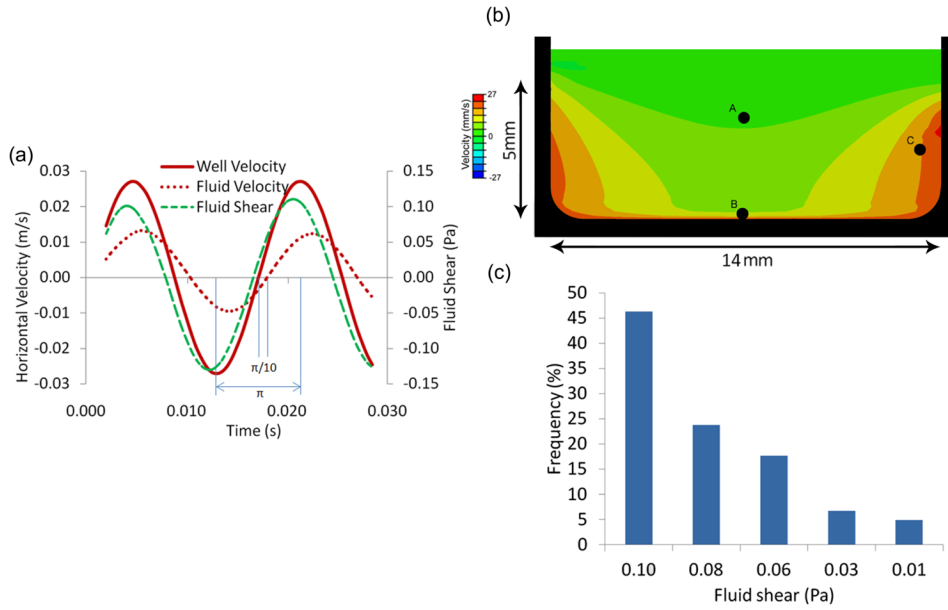 (a)
0.03
0.02
0.01
0.00
-0.01
-0.02
-0.03
Horizontal Velocity (m/s)
Well Velocity
Fluid Velocity
Fluid Shear
0.15
0.10
0.05
0.00
-0.05
-0.10
-0.15
Fluid Shear (Pa)
π/10
π
0.000
0.010
0.020
0.030
Time (s)
(b)
Velocity (mm/s)
27
0
-27
5mm
A
B
C
14mm
(c)
50
45
40
35
30
25
20
15
10
5
0
Frequency (%)
0.10
0.08
0.06
0.03
0.01
Fluid shear (Pa)